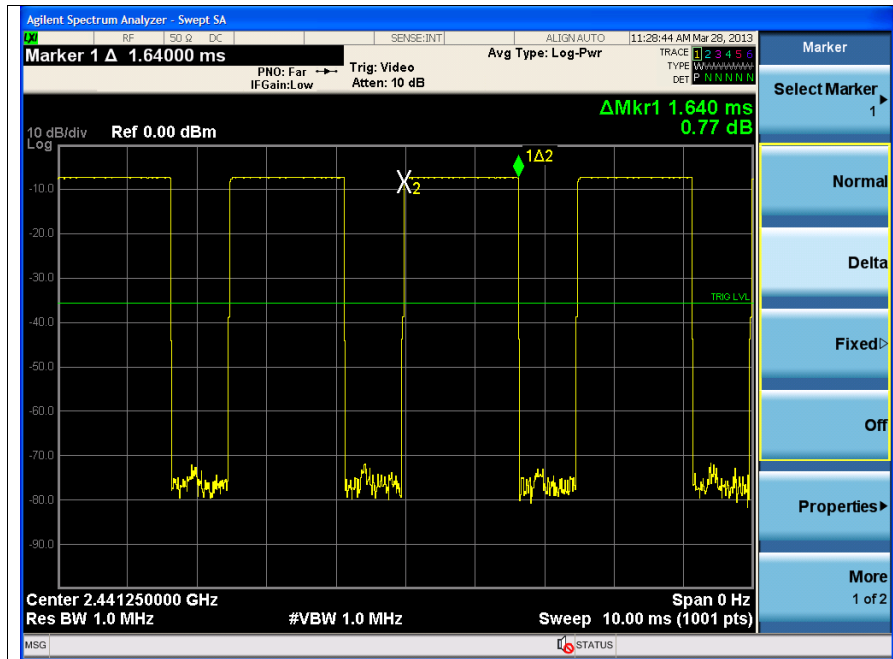 Agilent Spectrum Analyzer - Swept SA
LXI RF 50 Ω DC SENSE:INT ALIGN AUTO 11:28:44 AM Mar 28, 2013
Marker 1 Δ 1.64000 ms
PNO: Far
IFGain:Low
Trig: Video
Atten: 10 dB
Avg Type: Log-Pwr
TRACE 1 2 3 4 5 6
TYPE WWWWWW
DET P N N N N N
ΔMkr1 1.640 ms
0.77 dB
10 dB/div Ref 0.00 dBm
Log
1Δ2
2
-10.0
-20.0
-30.0
TRIG LVL
-40.0
-50.0
-60.0
-70.0
-80.0
-90.0
Center 2.441250000 GHz Span 0 Hz
Res BW 1.0 MHz #VBW 1.0 MHz Sweep 10.00 ms (1001 pts)
MSG STATUS
Marker
Select Marker
1
Normal
Delta
Fixed
Off
Properties
More
1 of 2